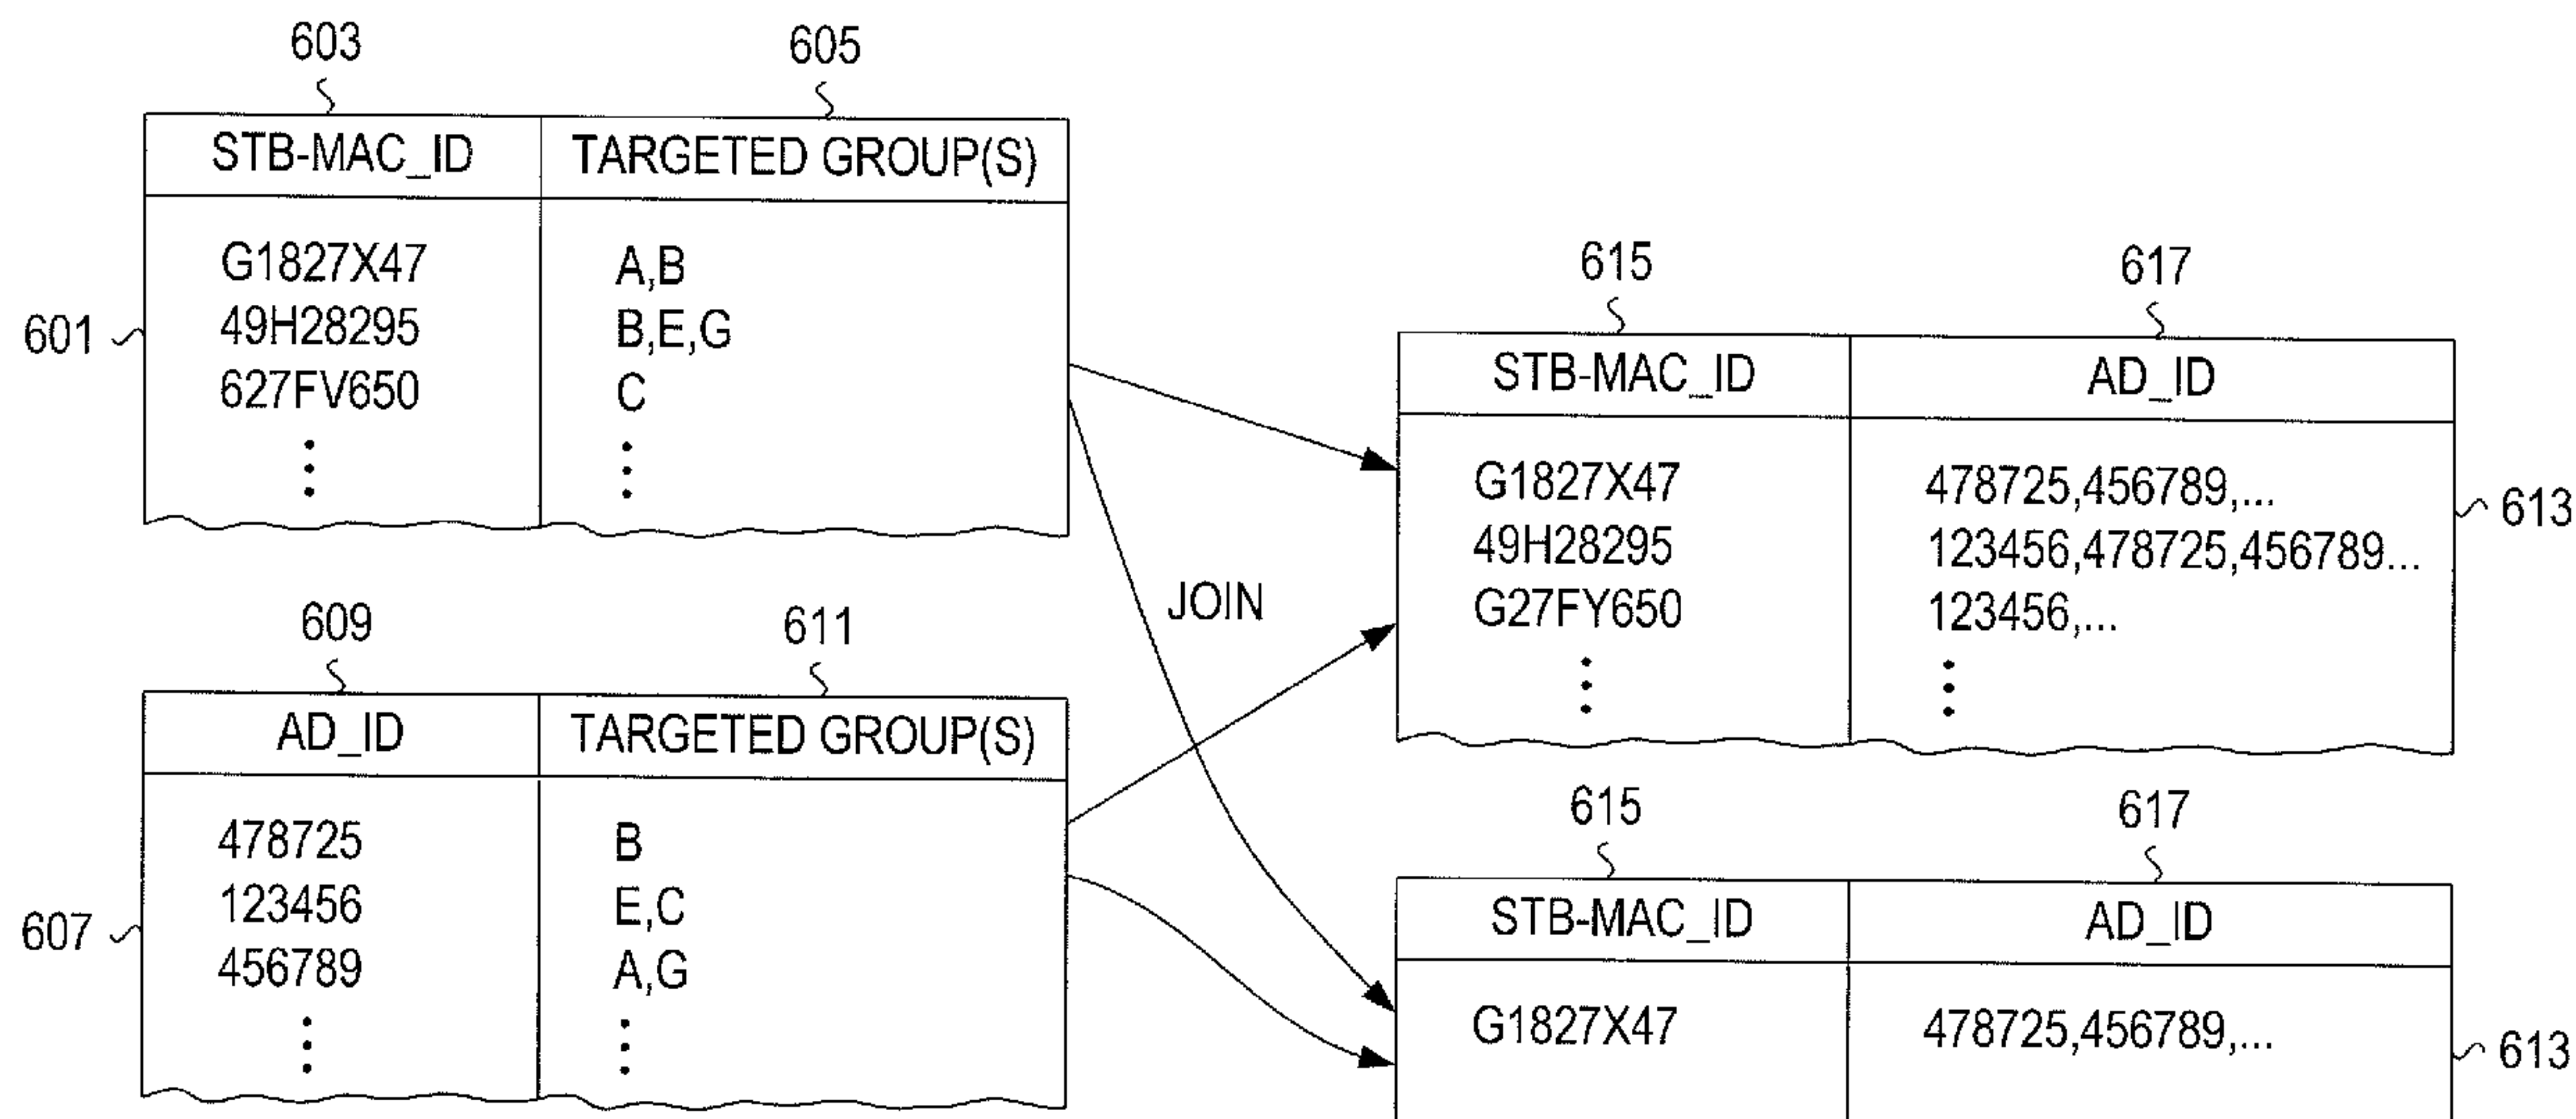 603 605
STB-MAC_ID TARGETED GROUP(S)
G1827X47 A,B
49H28295 B,E,G
627FV650 C
601
615 617
STB-MAC_ID AD_ID
G1827X47 478725,456789,...
49H28295 123456,478725,456789...
G27FY650 123456,...
613
JOIN
609 611
AD_ID TARGETED GROUP(S)
478725 B
123456 E,C
456789 A,G
607
615 617
STB-MAC_ID AD_ID
G1827X47 478725,456789,...
613